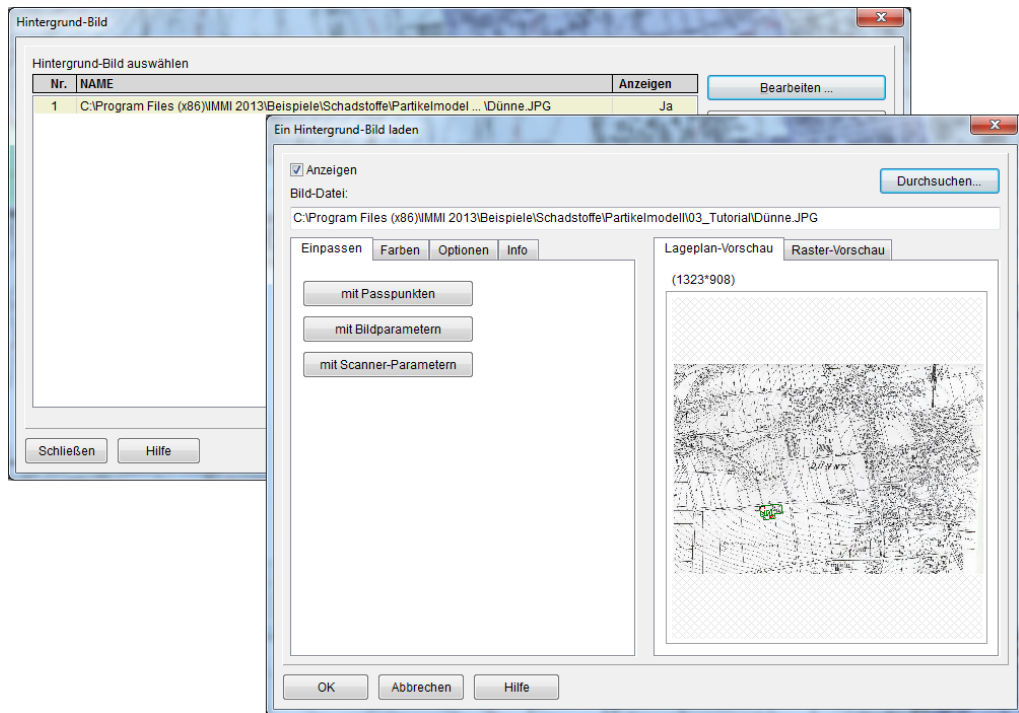 Hintergrund-Bild
Hintergrund-Bild auswählen
Nr. NAME Anzeigen
1 C:\Program Files (x86)\IMMI 2013\Beispiele\Schadstoffe\Partikelmodel ... \Dünne.JPG Ja
Bearbeiten ...
Schließen Hilfe
Ein Hintergrund-Bild laden
Anzeigen
Durchsuchen...
Bild-Datei:
C:\Program Files (x86)\IMMI 2013\Beispiele\Schadstoffe\Partikelmodell\03_Tutorial\Dünne.JPG
Einpassen Farben Optionen Info
mit Passpunkten
mit Bildparametern
mit Scanner-Parametern
Lageplan-Vorschau Raster-Vorschau
(1323*908)
OK Abbrechen Hilfe